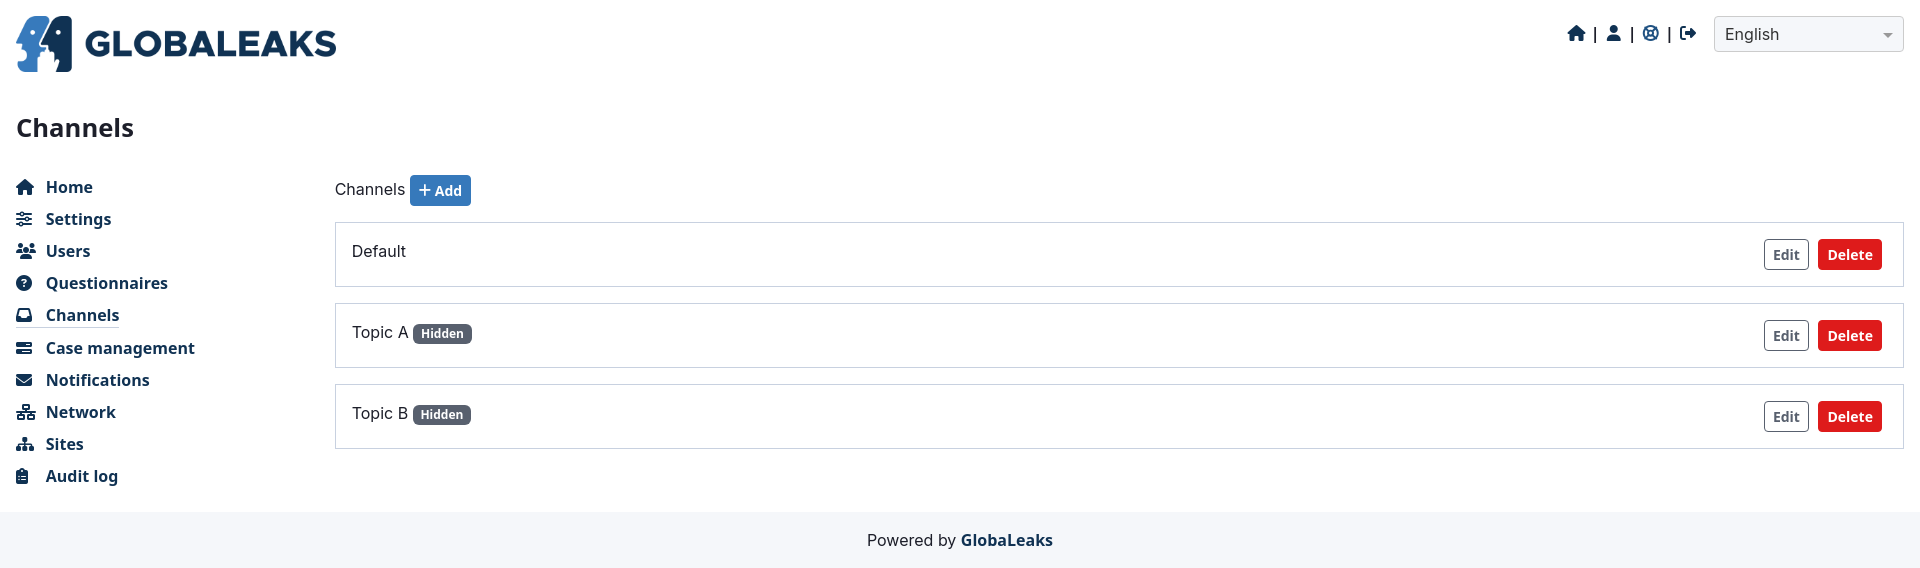 GLOBALEAKS
| | | English
Channels
Home
Settings
Users
Questionnaires
Channels
Case management
Notifications
Network
Sites
Audit log
Channels + Add
Default Edit Delete
Topic A Hidden Edit Delete
Topic B Hidden Edit Delete
Powered by GlobaLeaks